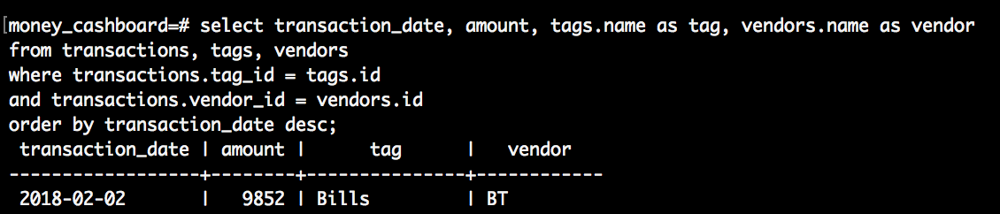 [money_cashboard=# select transaction_date, amount, tags.name as tag, vendors.name as vendor
from transactions, tags, vendors
where transactions.tag_id = tags.id
and transactions.vendor_id = vendors.id
order by transaction_date desc;
 transaction_date | amount |      tag      |   vendor
------------------+--------+---------------+------------
 2018-02-02       |   9852 | Bills         | BT